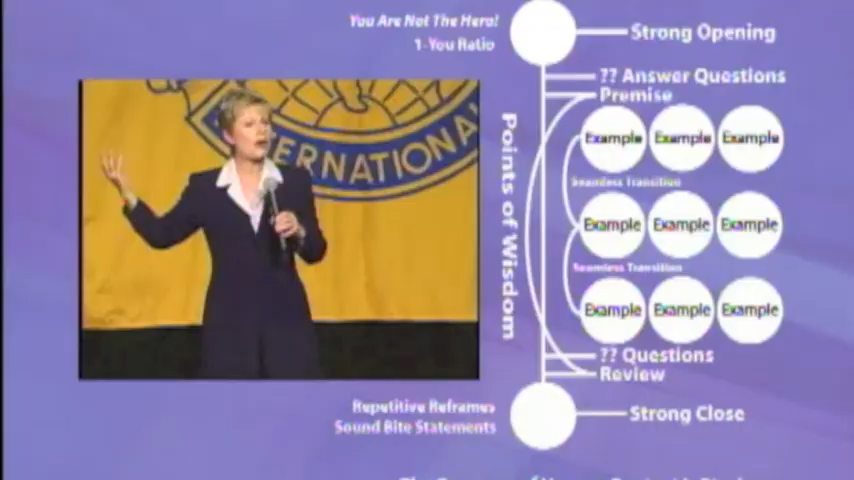 You Are Not The Hero!
1-You Ratio
Strong Opening
?? Answer Questions
Premise
Points of Wisdom
Example Example Example
Seamless Transition
Example Example Example
Seamless Transition
Example Example Example
?? Questions
Review
Repetitive Reframes
Sound Bite Statements
Strong Close
ERNATIONA